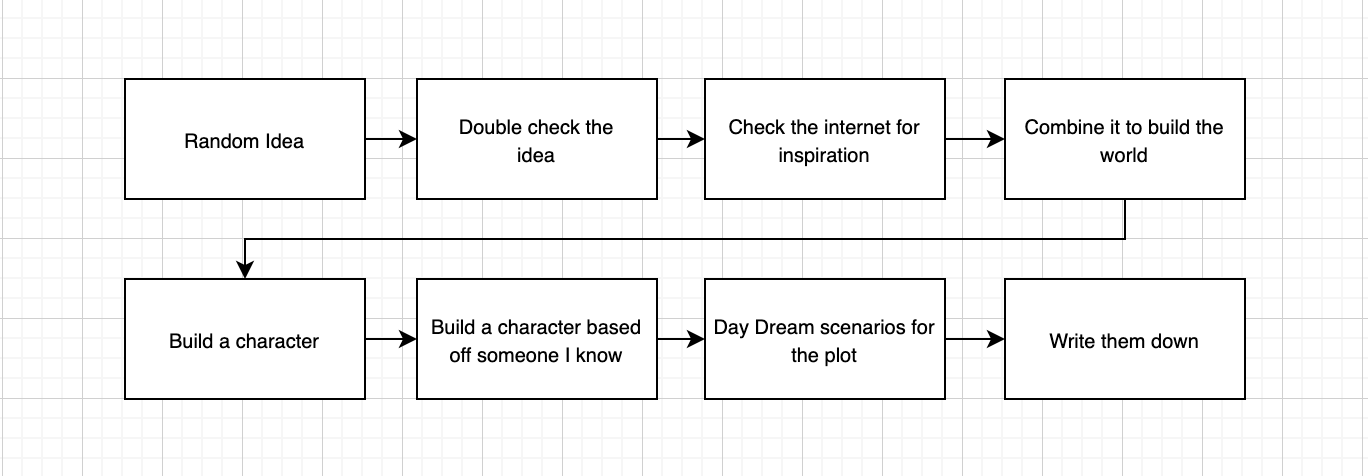 Random Idea
Double check the
idea
Check the internet for
inspiration
Combine it to build the
world
Build a character
Build a character based
off someone I know
Day Dream scenarios for
the plot
Write them down